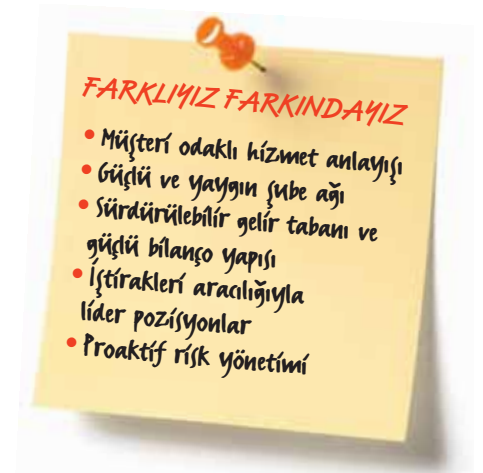 FARKLIYIZ FARKINDAYIZ
• Müşteri odaklı hizmet anlayışı
• Güçlü ve yaygın şube ağı
• Sürdürülebilir gelir tabanı ve
güçlü bilanço yapısı
• İştirakleri aracılığıyla
lider pozisyonlar
• Proaktif risk yönetimi